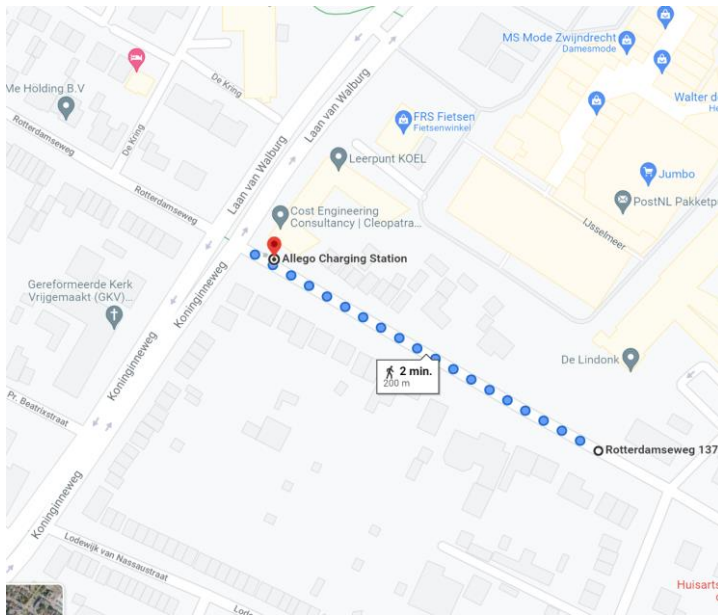 MS Mode Zwijndrecht
Damesmode
De Kring
Me Holding B.V
Laan van Walburg
Walter de
He
FRS Fietsen
Fietsenwinkel
De Kring
Leerpunt KOEL
Rotterdamseweg
Jumbo
Laan van Walburg
PostNL Pakketp
Cost Engineering
Consultancy | Cleopatra...
IJsselmeer
Allego Charging Station
Koninginneweg
Gereformeerde Kerk
Vrijgemaakt (GKV)...
Koninginneweg
De Lindonk
2 min.
200 m
Pr. Beatrixstraat
Rotterdamseweg 137
Koninginneweg
Lodewijk van Nassaustraat
Huisarts
Lode